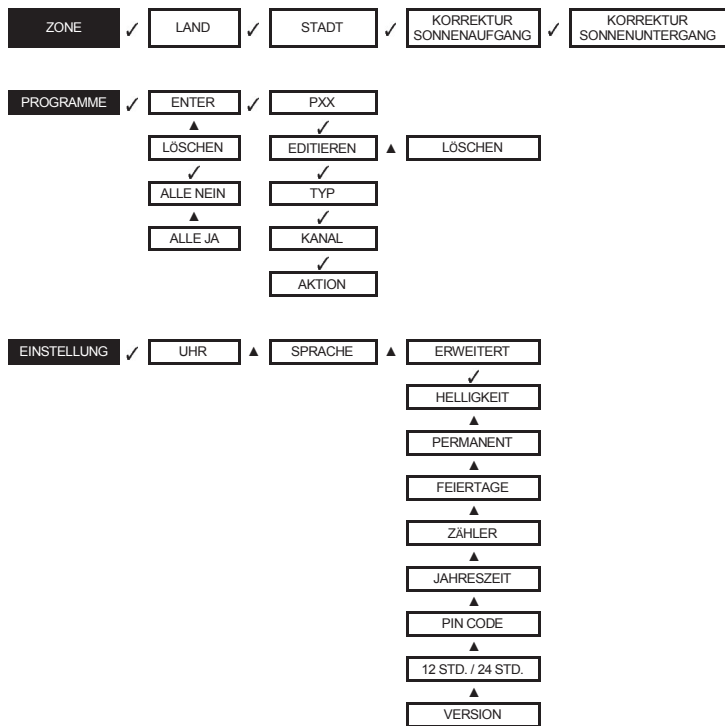 ZONE ✓ LAND ✓ STADT ✓ KORREKTUR SONNENAUFGANG ✓ KORREKTUR SONNENUNTERGANG
PROGRAMME ✓ ENTER ✓ PXX
▲ ✓
LÖSCHEN EDITIEREN ▲ LÖSCHEN
✓ ✓
ALLE NEIN TYP
▲ ✓
ALLE JA KANAL
✓
AKTION
EINSTELLUNG ✓ UHR ▲ SPRACHE ▲ ERWEITERT
✓
HELLIGKEIT
▲
PERMANENT
▲
FEIERTAGE
▲
ZÄHLER
▲
JAHRESZEIT
▲
PIN CODE
▲
12 STD. / 24 STD.
▲
VERSION